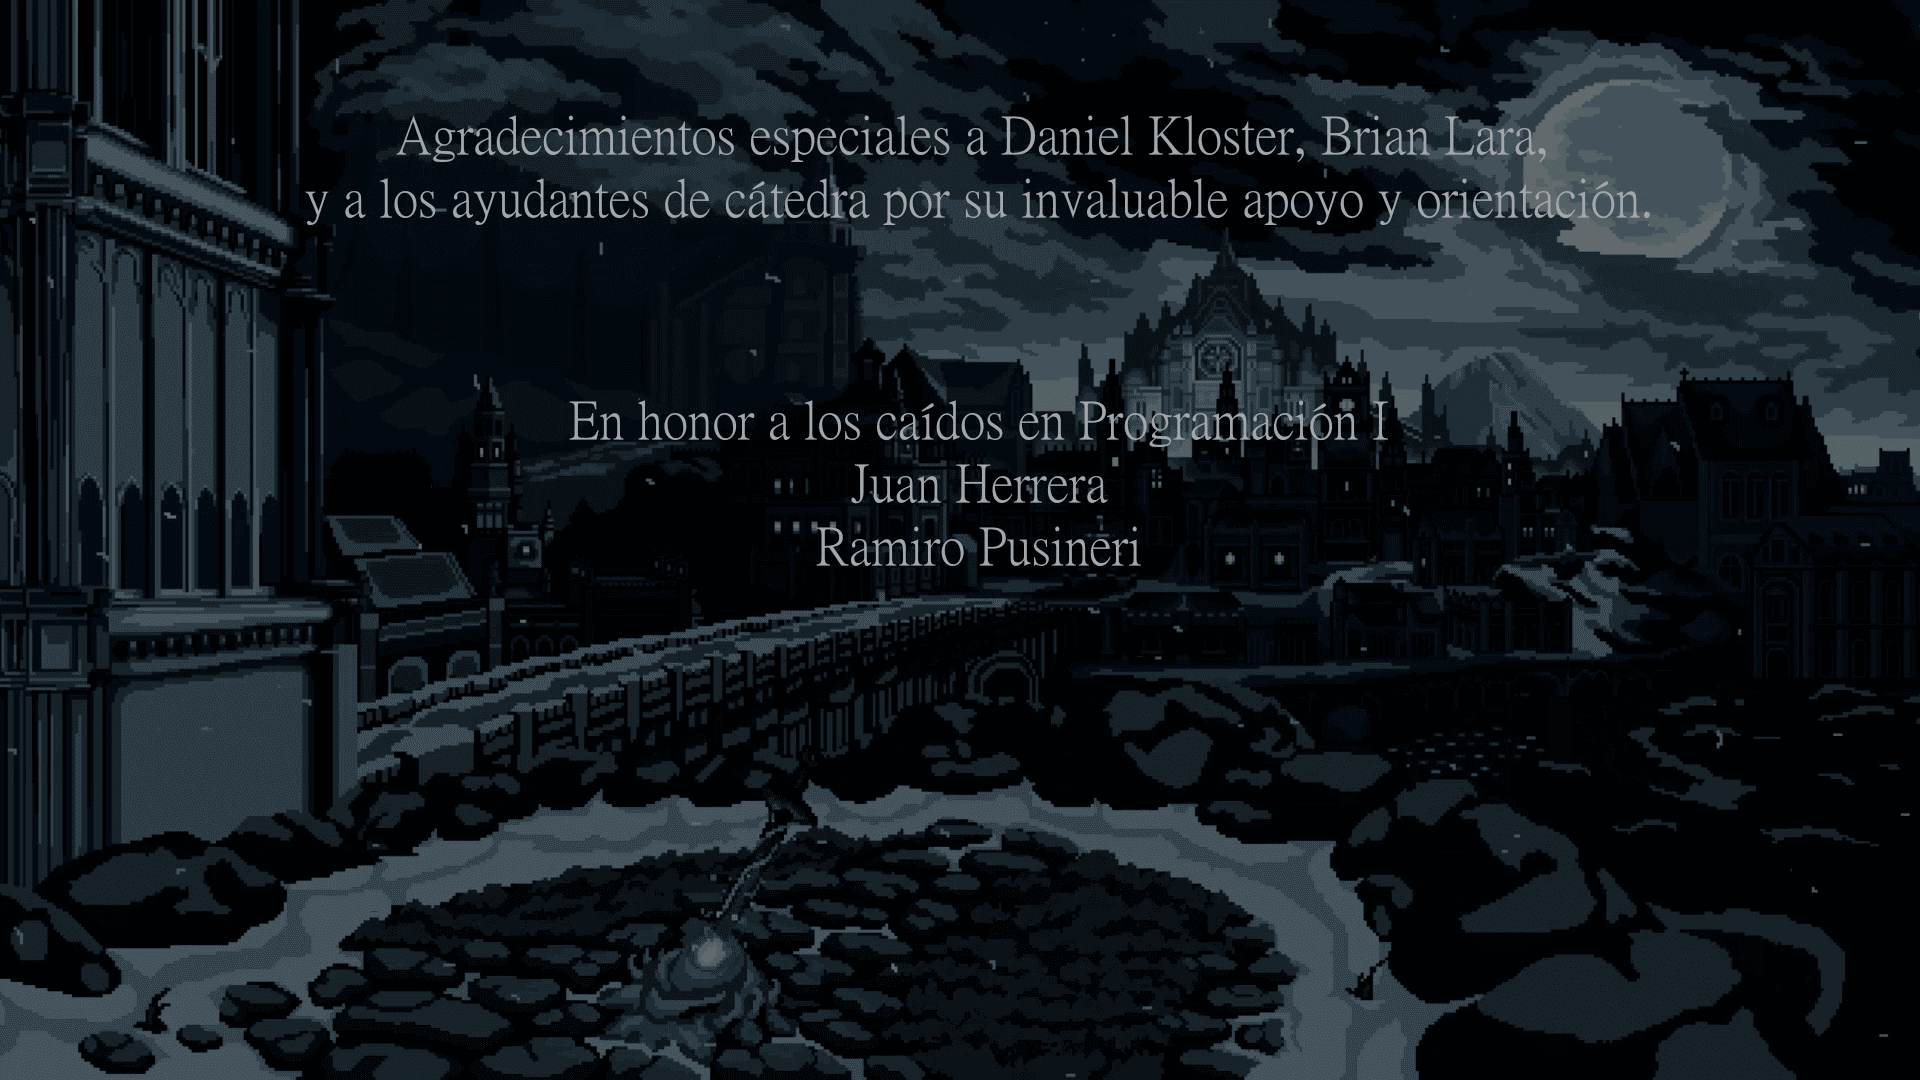 Agradecimientos especiales a Daniel Kloster, Brian Lara,
y a los ayudantes de cátedra por su invaluable apoyo y orientación.
En honor a los caídos en Programación I
Juan Herrera
Ramiro Pusineri